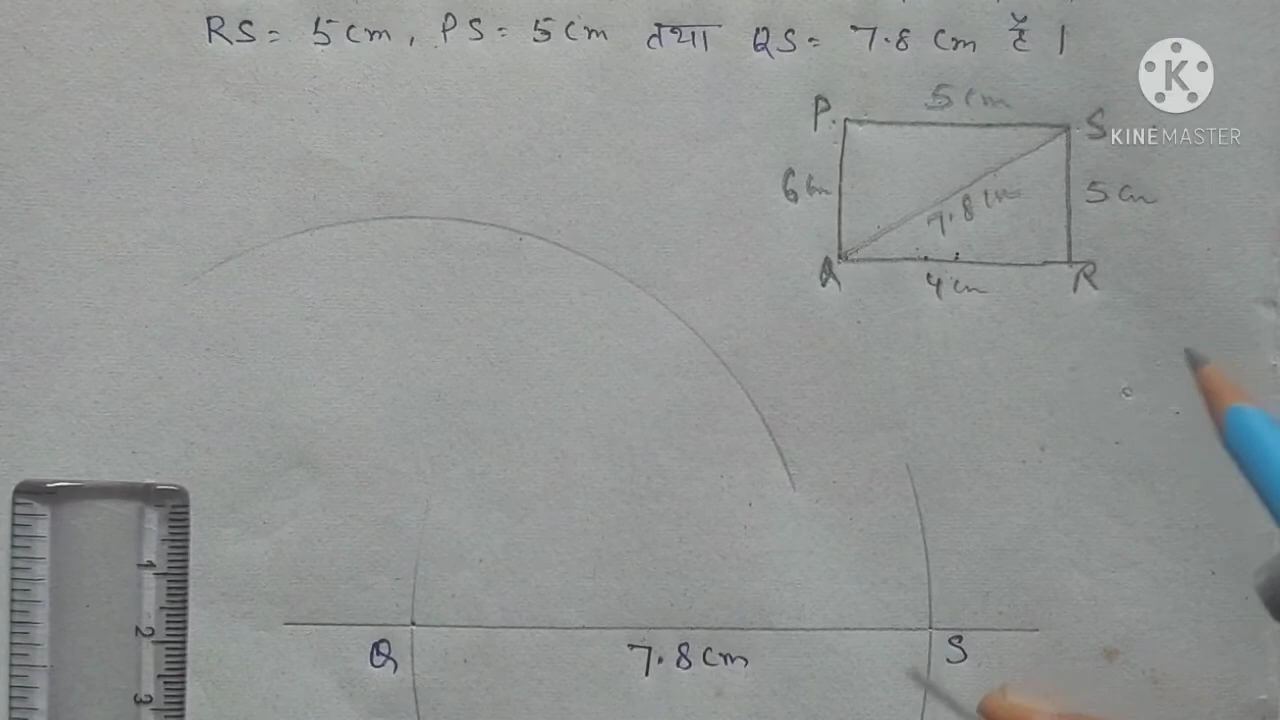 RS = 5 cm, PS = 5 cm तथा QS = 7.8 cm है।
K
KINEMASTER
5 cm
P
S
6 cm
5 cm
7.8 cm
Q
4 cm
R
1
2
3
Q
7.8 cm
S